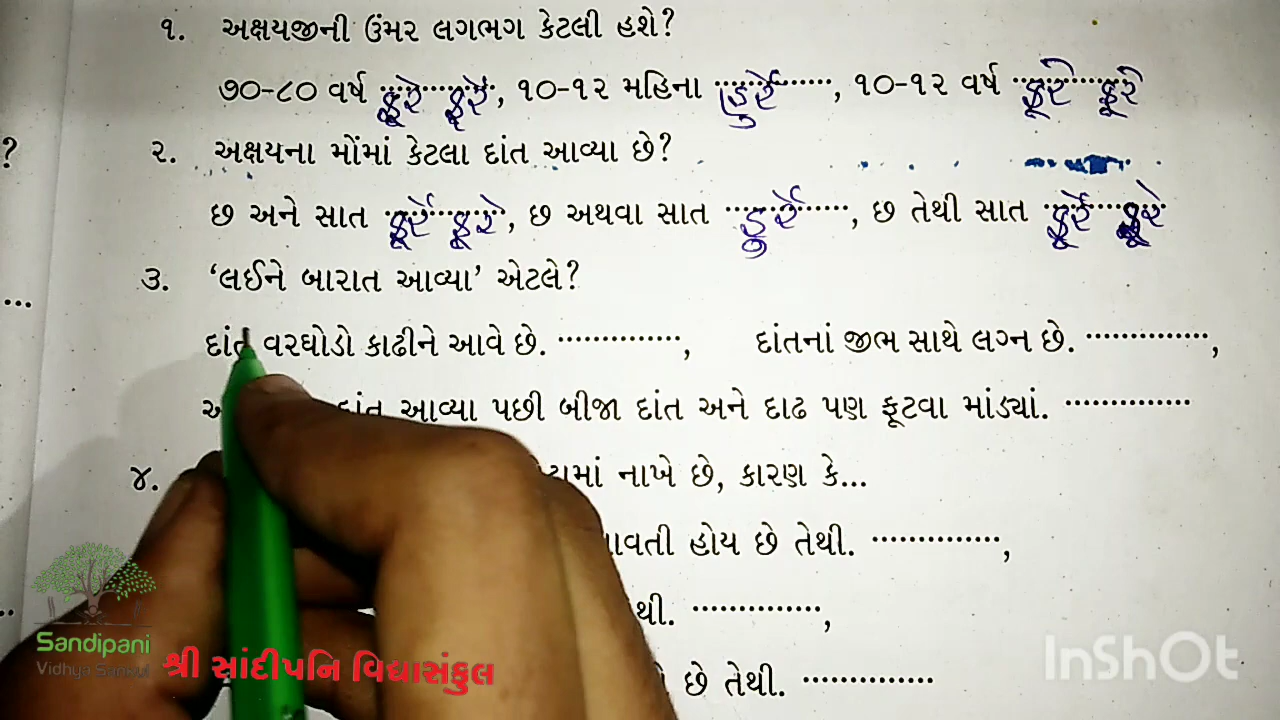 ૧. અક્ષયજીની ઉંમર લગભગ કેટલી હશે?
૭૦-૮૦ વર્ષ ફૂરે ફૂરે, ૧૦-૧૨ મહિના હુર્રે, ૧૦-૧૨ વર્ષ ફૂરે ફૂરે
?
૨. અક્ષયના મોંમાં કેટલા દાંત આવ્યા છે?
છ અને સાત ફૂર્રે ફૂરે, છ અથવા સાત હુર્રે, છ તેથી સાત ફૂર્રે ફૂરે
૩. ‘લઈને બારાત આવ્યા’ એટલે?
...
દાંત વરઘોડો કાઢીને આવે છે. .............., દાંતનાં જીભ સાથે લગ્ન છે. ..............,
દાંત આવ્યા પછી બીજા દાંત અને દાઢ પણ ફૂટવા માંડ્યાં. ..............
૪. નાખે છે, કારણ કે...
હોય છે તેથી. ..............,
..............,
છે તેથી. ..............
Sandipani
Vidhya Sankul
શ્રી સાંદીપનિ વિદ્યાસંકુલ
InShOt